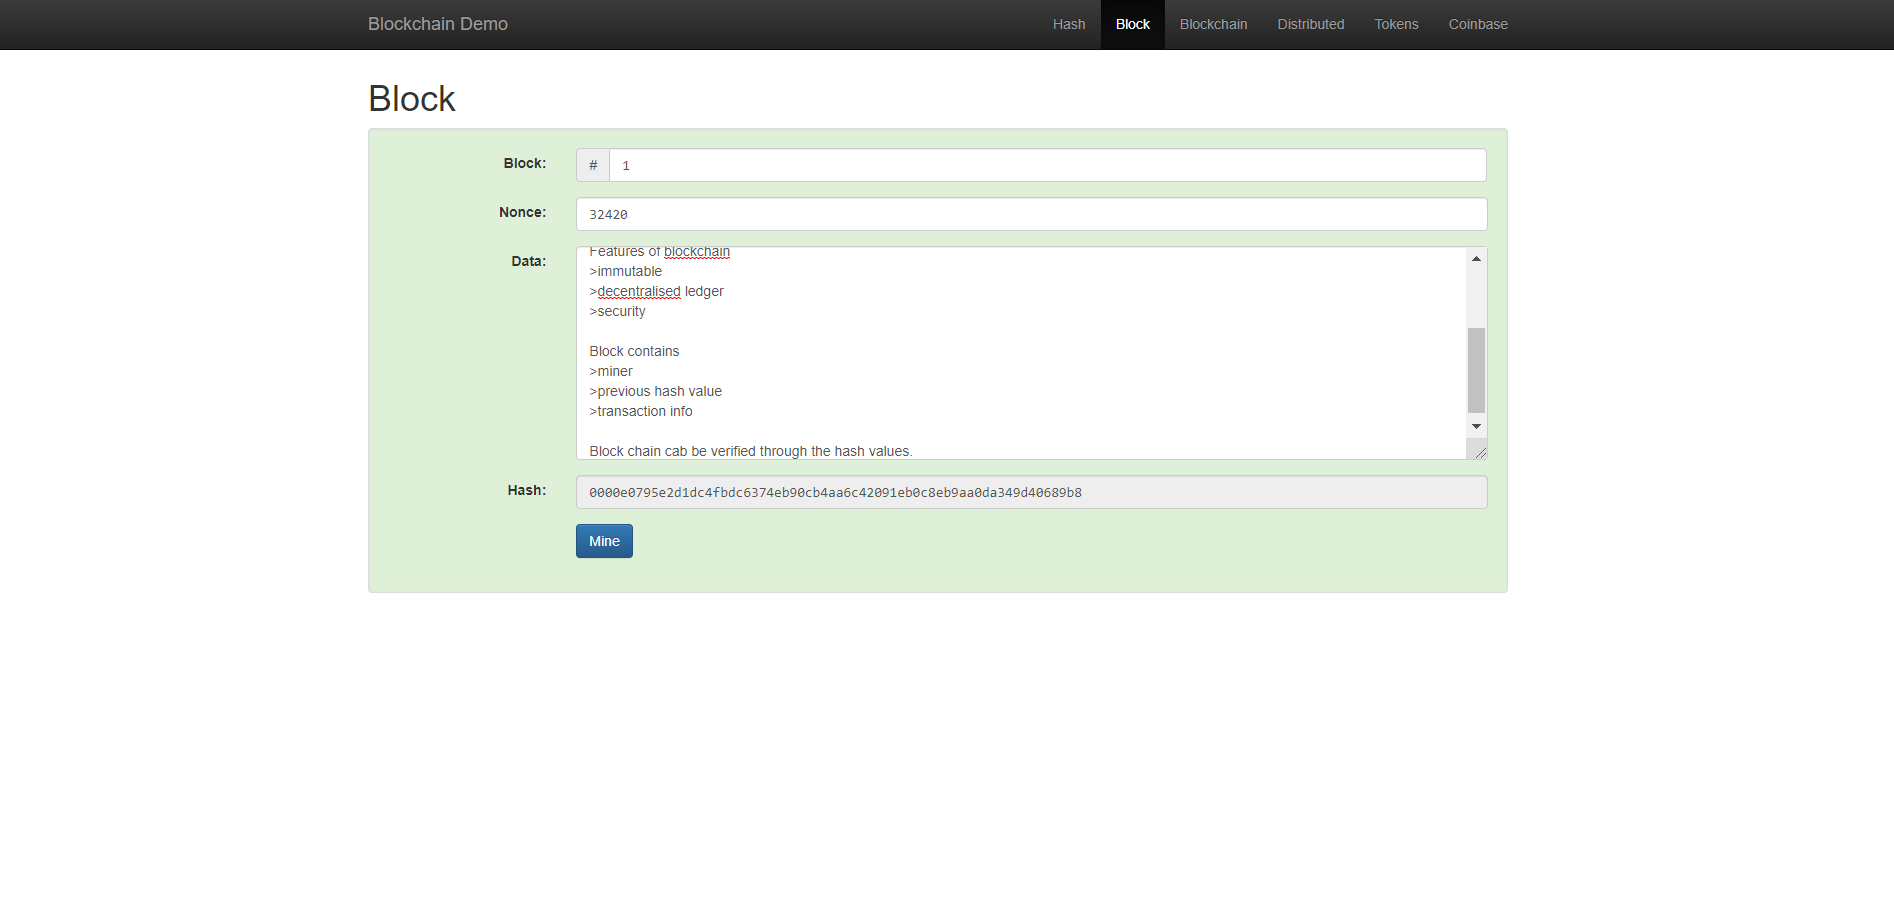 Blockchain Demo
Hash Block Blockchain Distributed Tokens Coinbase
Block
Block: # 1
Nonce: 32420
Data:
Features of blockchain
>immutable
>decentralised ledger
>security
Block contains
>miner
>previous hash value
>transaction info
Block chain cab be verified through the hash values.
Hash: 0000e0795e2d1dc4fbdc6374eb90cb4aa6c42091eb0c8eb9aa0da349d40689b8
Mine